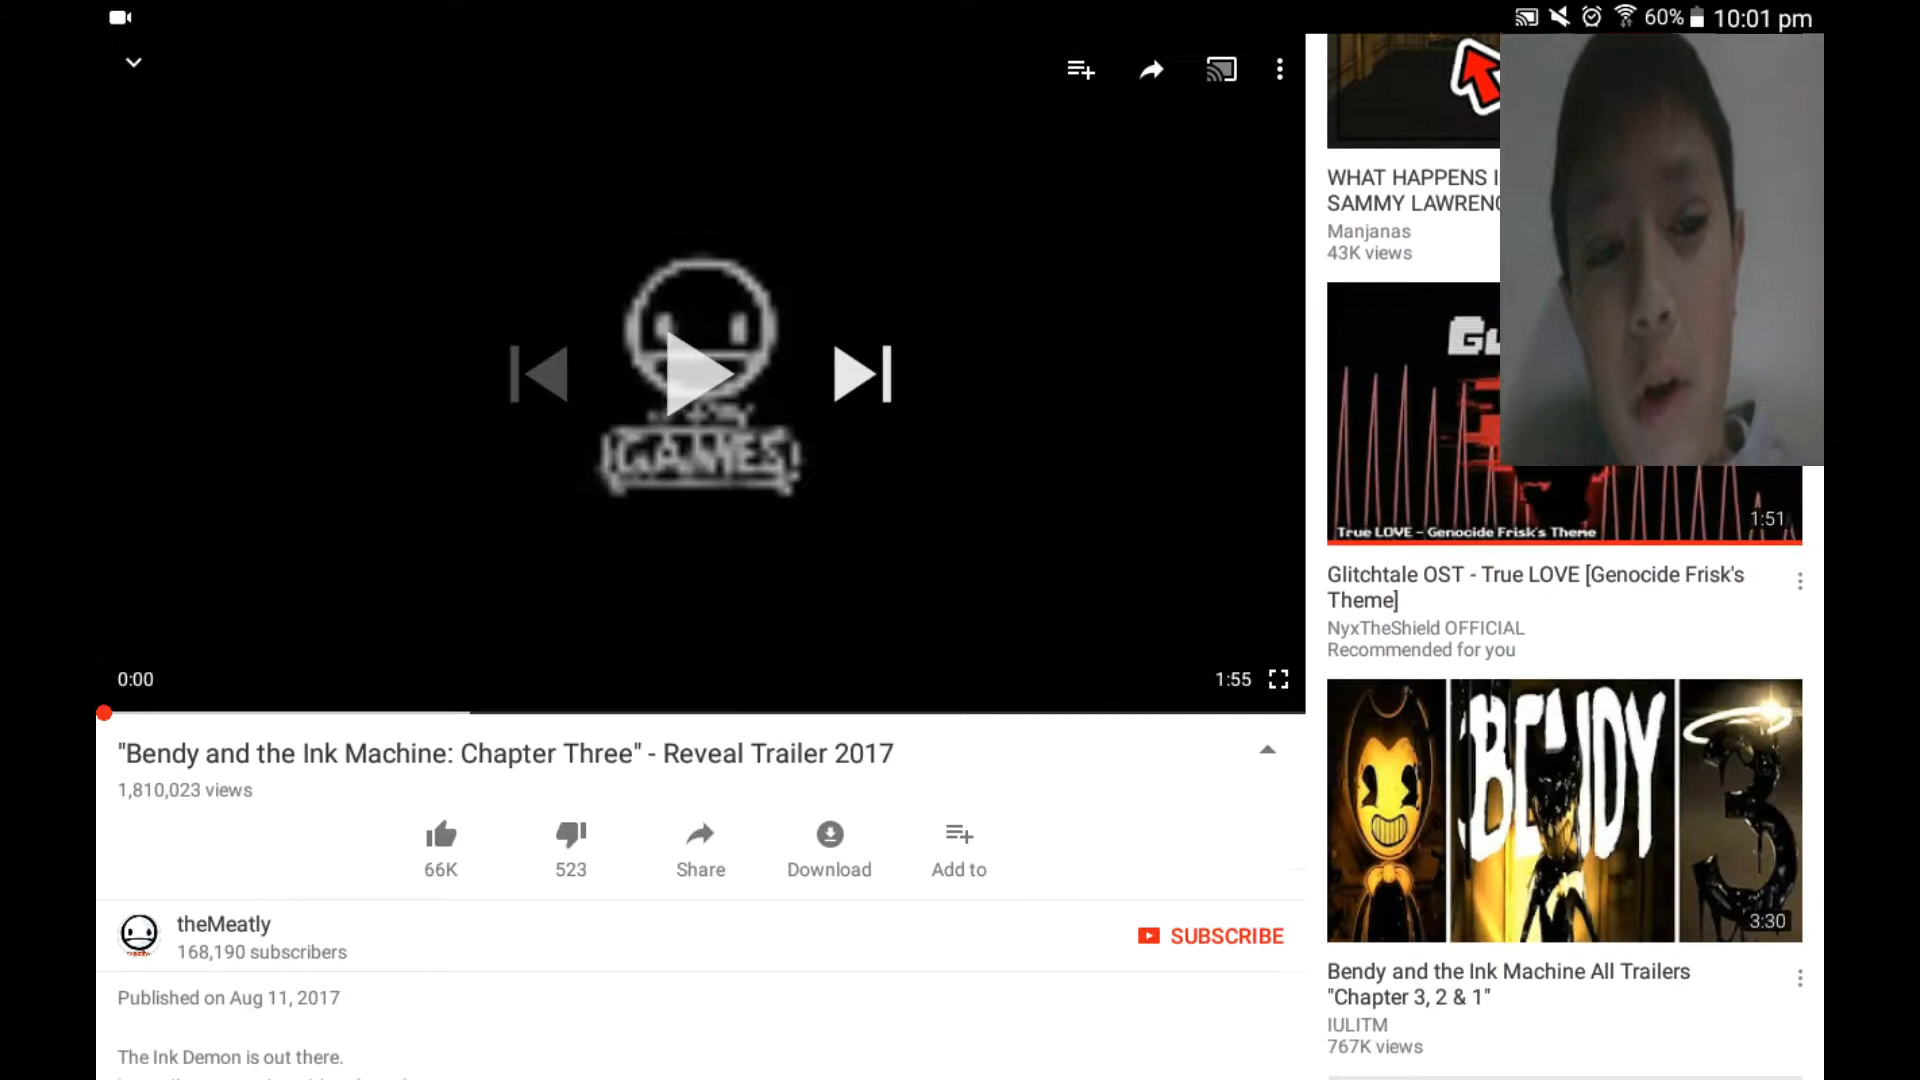 60% 10:01 pm
GAMES
0:00
1:55
"Bendy and the Ink Machine: Chapter Three" - Reveal Trailer 2017
1,810,023 views
66K
523
Share
Download
Add to
theMeatly
168,190 subscribers
SUBSCRIBE
Published on Aug 11, 2017
The Ink Demon is out there.
WHAT HAPPENS
SAMMY LAWREN
Manjanas
43K views
1:51
True LOVE - Genocide Frisk's Theme
Glitchtale OST - True LOVE [Genocide Frisk's
Theme]
NyxTheShield OFFICIAL
Recommended for you
BENDY
3
3:30
Bendy and the Ink Machine All Trailers
"Chapter 3, 2 & 1"
IULITM
767K views